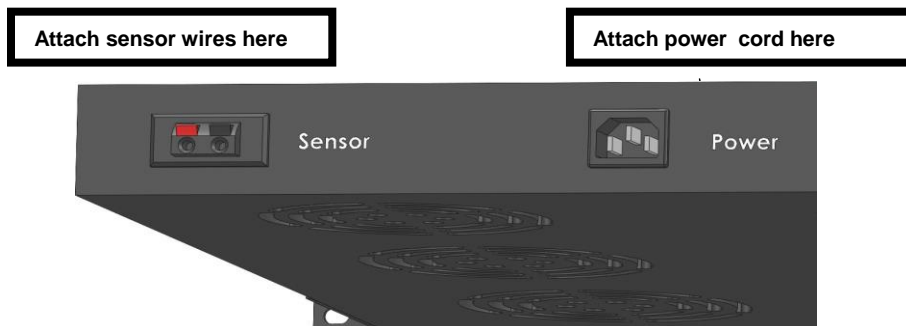 Attach sensor wires here
Attach power cord here
Sensor
Power